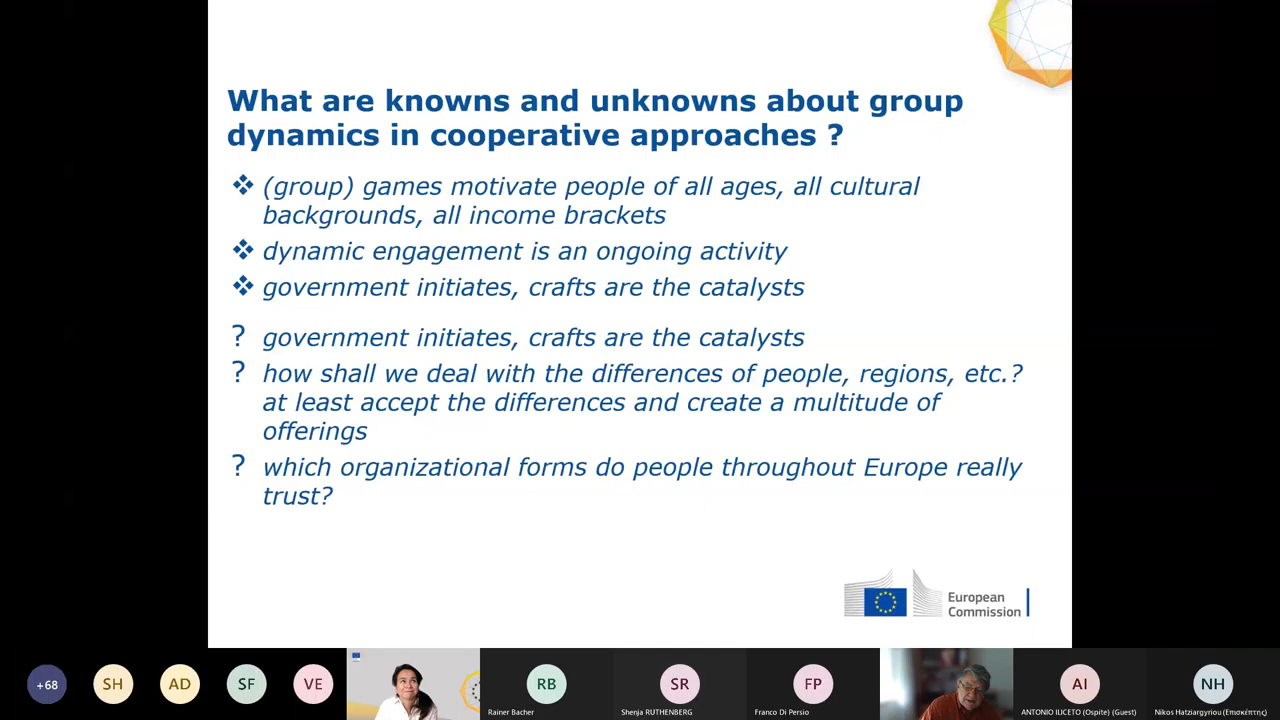 What are knowns and unknowns about group
dynamics in cooperative approaches ?
❖ (group) games motivate people of all ages, all cultural
backgrounds, all income brackets
❖ dynamic engagement is an ongoing activity
❖ government initiates, crafts are the catalysts
? government initiates, crafts are the catalysts
? how shall we deal with the differences of people, regions, etc.?
at least accept the differences and create a multitude of
offerings
? which organizational forms do people throughout Europe really
trust?
European
Commission
+68
SH
AD
SF
VE
RB
Rainer Bacher
SR
Shenja RUTHENBERG
FP
Franco Di Persio
AI
ANTONIO ILICETO (Ospite) (Guest)
NH
Nikos Hatziargyriou (Επισκέπτης)